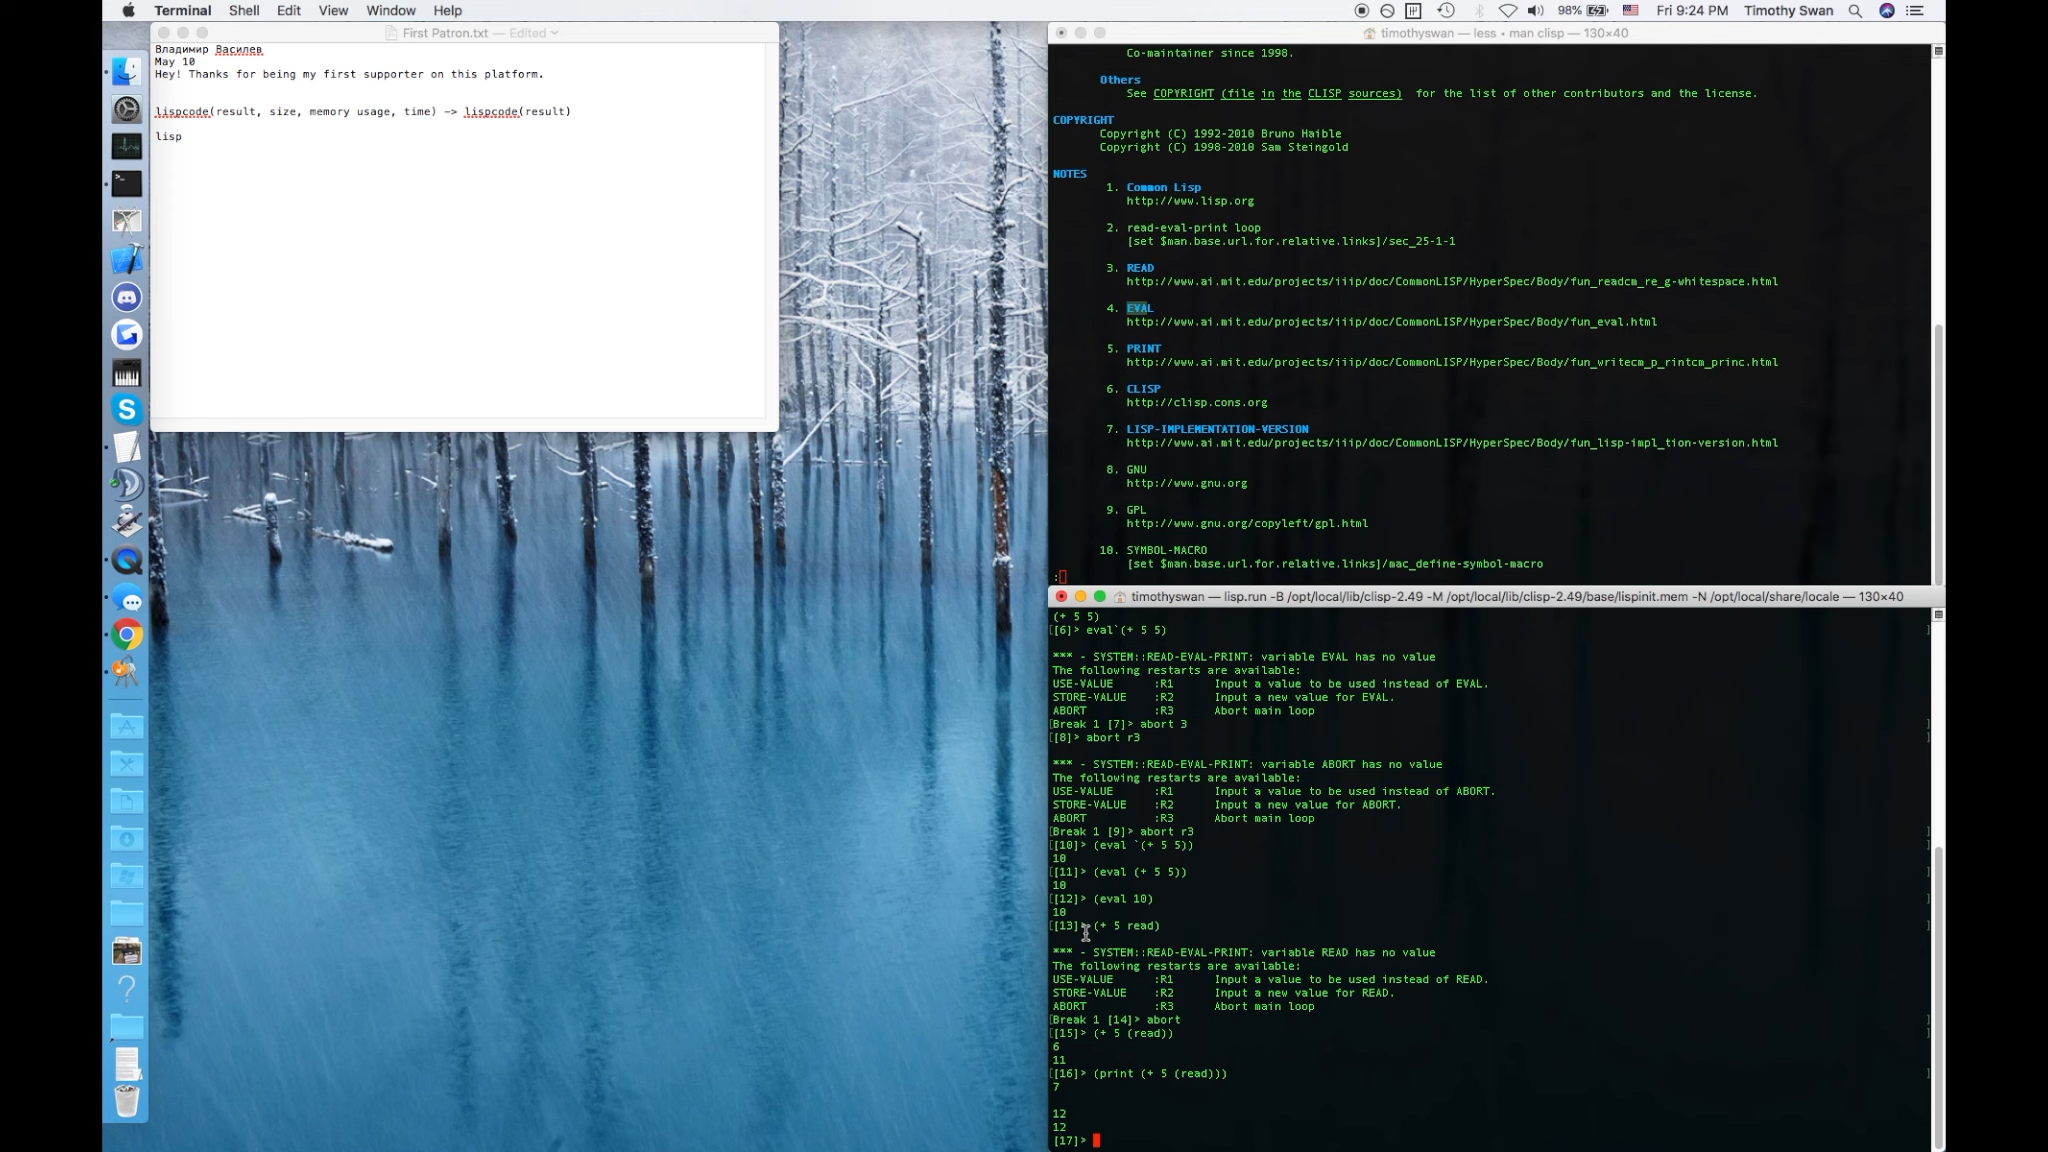 Terminal Shell Edit View Window Help
98% Fri 9:24 PM Timothy Swan
First Patron.txt — Edited
Владимир Василев
May 10
Hey! Thanks for being my first supporter on this platform.
lispcode(result, size, memory usage, time) —> lispcode(result)
lisp
timothyswan — less • man clisp — 130×40
Co-maintainer since 1998.
Others
See COPYRIGHT (file in the CLISP sources) for the list of other contributors and the license.
COPYRIGHT
Copyright (C) 1992-2010 Bruno Haible
Copyright (C) 1998-2010 Sam Steingold
NOTES
1. Common Lisp
http://www.lisp.org
2. read-eval-print loop
[set $man.base.url.for.relative.links]/sec_25-1-1
3. READ
http://www.ai.mit.edu/projects/iiip/doc/CommonLISP/HyperSpec/Body/fun_readcm_re_g-whitespace.html
4. EVAL
http://www.ai.mit.edu/projects/iiip/doc/CommonLISP/HyperSpec/Body/fun_eval.html
5. PRINT
http://www.ai.mit.edu/projects/iiip/doc/CommonLISP/HyperSpec/Body/fun_writecm_p_rintcm_princ.html
6. CLISP
http://clisp.cons.org
7. LISP-IMPLEMENTATION-VERSION
http://www.ai.mit.edu/projects/iiip/doc/CommonLISP/HyperSpec/Body/fun_lisp-impl_tion-version.html
8. GNU
http://www.gnu.org
9. GPL
http://www.gnu.org/copyleft/gpl.html
10. SYMBOL-MACRO
[set $man.base.url.for.relative.links]/mac_define-symbol-macro
:
timothyswan — lisp.run -B /opt/local/lib/clisp-2.49 -M /opt/local/lib/clisp-2.49/base/lispinit.mem -N /opt/local/share/locale — 130×40
(+ 5 5)
[6]> eval`(+ 5 5)
*** - SYSTEM::READ-EVAL-PRINT: variable EVAL has no value
The following restarts are available:
USE-VALUE :R1 Input a value to be used instead of EVAL.
STORE-VALUE :R2 Input a new value for EVAL.
ABORT :R3 Abort main loop
Break 1 [7]> abort 3
[8]> abort r3
*** - SYSTEM::READ-EVAL-PRINT: variable ABORT has no value
The following restarts are available:
USE-VALUE :R1 Input a value to be used instead of ABORT.
STORE-VALUE :R2 Input a new value for ABORT.
ABORT :R3 Abort main loop
Break 1 [9]> abort r3
[10]> (eval `(+ 5 5))
10
[11]> (eval (+ 5 5))
10
[12]> (eval 10)
10
[13]> (+ 5 read)
*** - SYSTEM::READ-EVAL-PRINT: variable READ has no value
The following restarts are available:
USE-VALUE :R1 Input a value to be used instead of READ.
STORE-VALUE :R2 Input a new value for READ.
ABORT :R3 Abort main loop
Break 1 [14]> abort
[15]> (+ 5 (read))
6
11
[16]> (print (+ 5 (read)))
7
12
12
[17]>